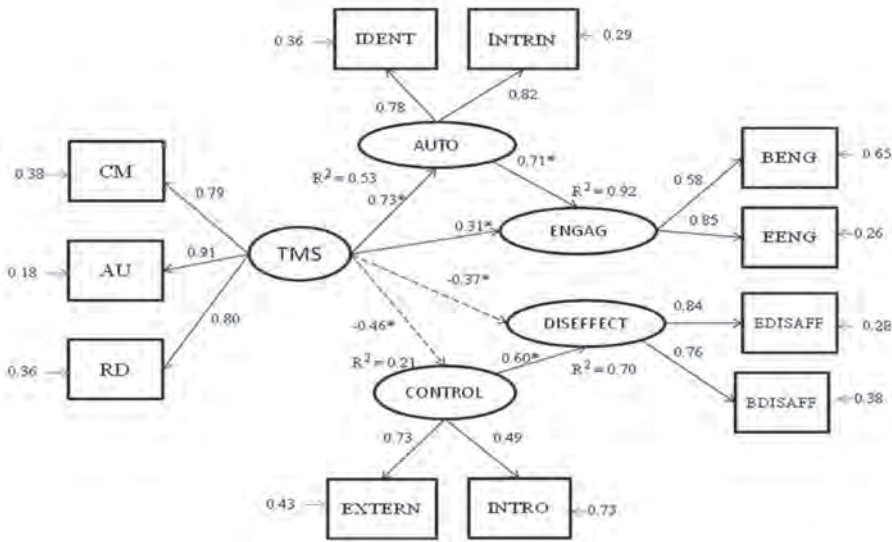 0.36
IDENT
INTRIN
0.29
0.78
0.82
CM
0.38
AUTO
BENG
0.65
0.79
R² = 0.53
0.71*
R² = 0.92
0.58
0.73*
AU
0.18
0.91
TMS
0.31*
ENGAG
0.85
EENG
0.26
-0.37*
0.80
-0.46*
DISEFFECT
0.84
EDISAFF
0.28
RD
0.36
R² = 0.21
0.60*
R² = 0.70
0.76
CONTROL
BDISAFF
0.38
0.73
0.49
0.43
EXTERN
INTRO
0.73